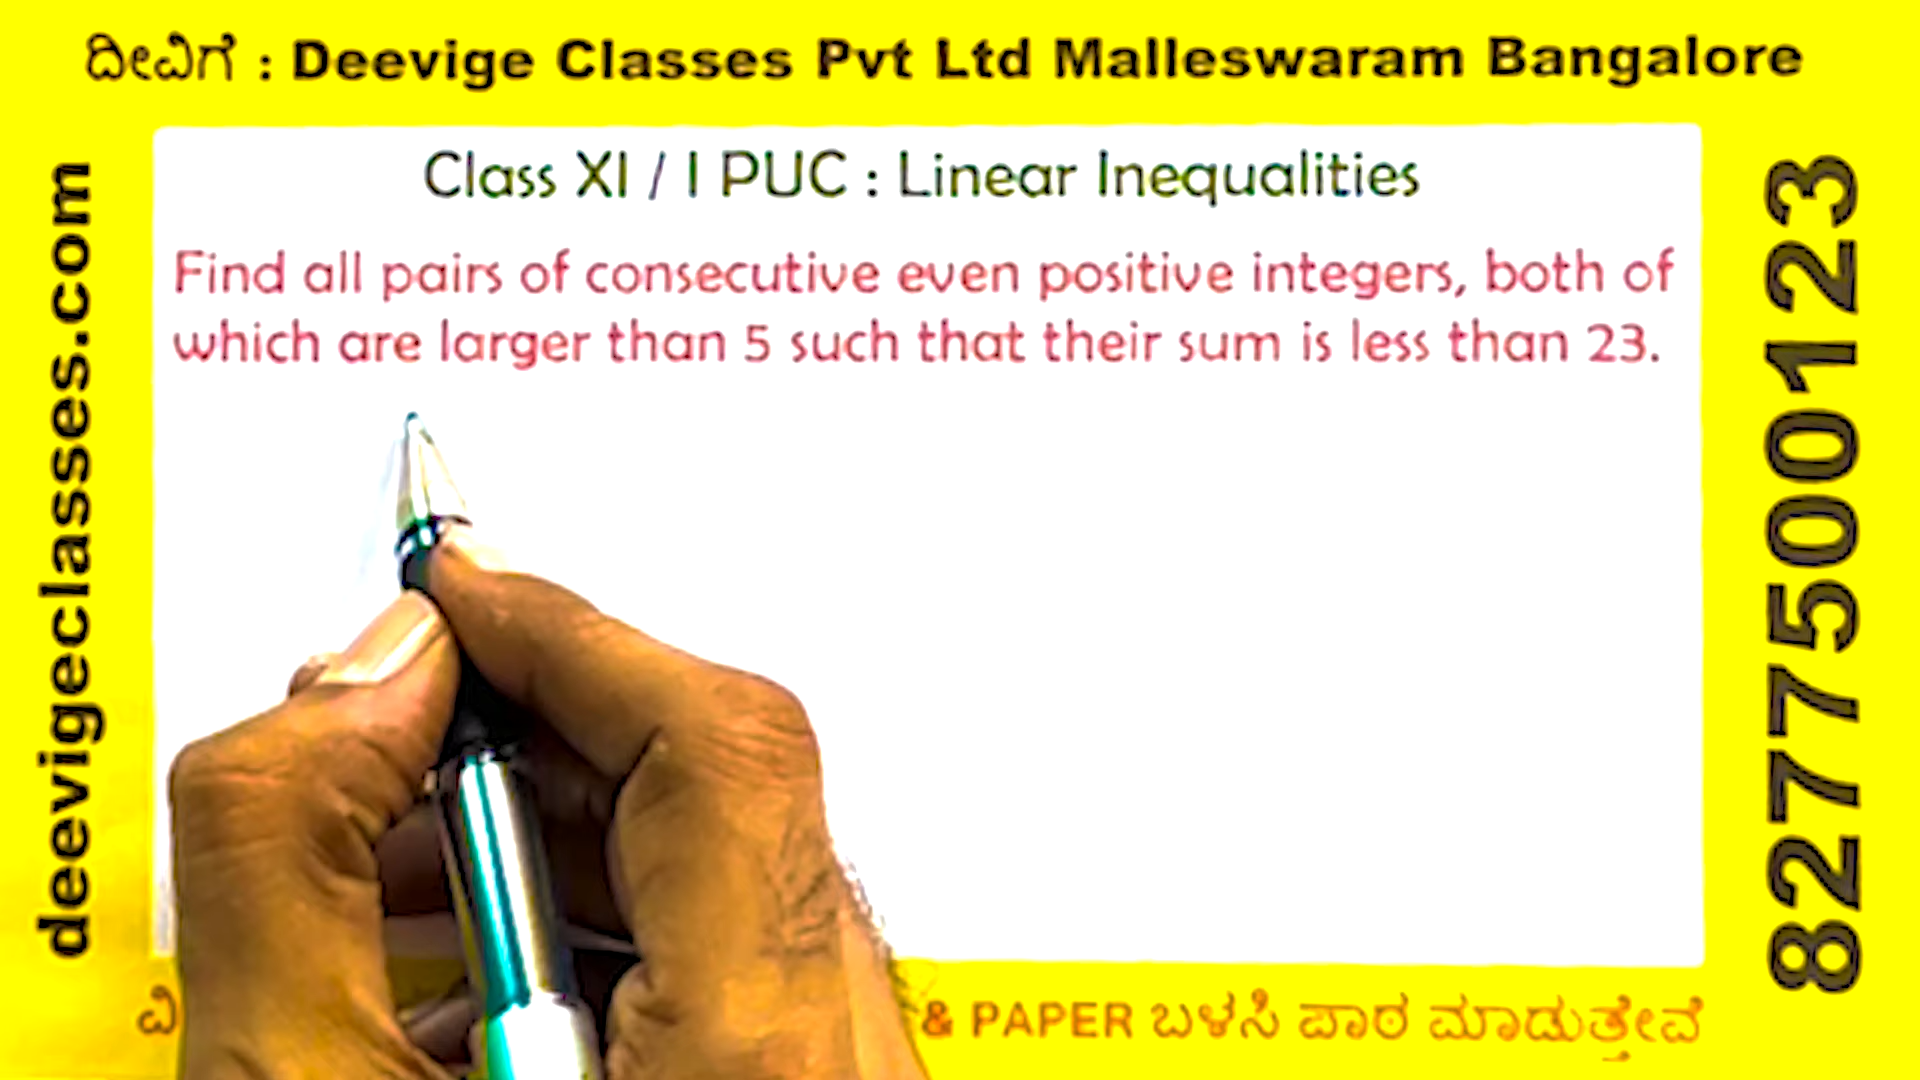 ದೀವಿಗೆ : Deevige Classes Pvt Ltd Malleswaram Bangalore
deevigeclasses.com
Class XI / I PUC : Linear Inequalities
Find all pairs of consecutive even positive integers, both of
which are larger than 5 such that their sum is less than 23.
8277500123
& PAPER ಬಳಸಿ ಪಾಠ ಮಾಡುತ್ತೇವೆ